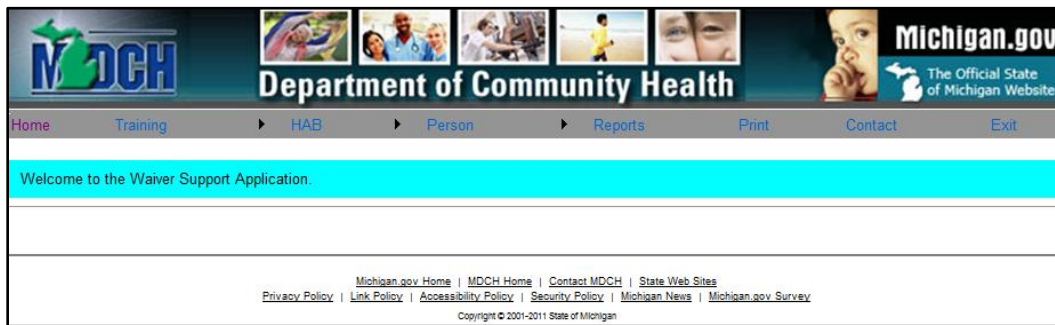 MDCH
Department of Community Health
Michigan.gov
The Official State
of Michigan Website
Home Training HAB Person Reports Print Contact Exit
Welcome to the Waiver Support Application.
Michigan.gov Home | MDCH Home | Contact MDCH | State Web Sites
Privacy Policy | Link Policy | Accessibility Policy | Security Policy | Michigan News | Michigan.gov Survey
Copyright © 2001-2011 State of Michigan